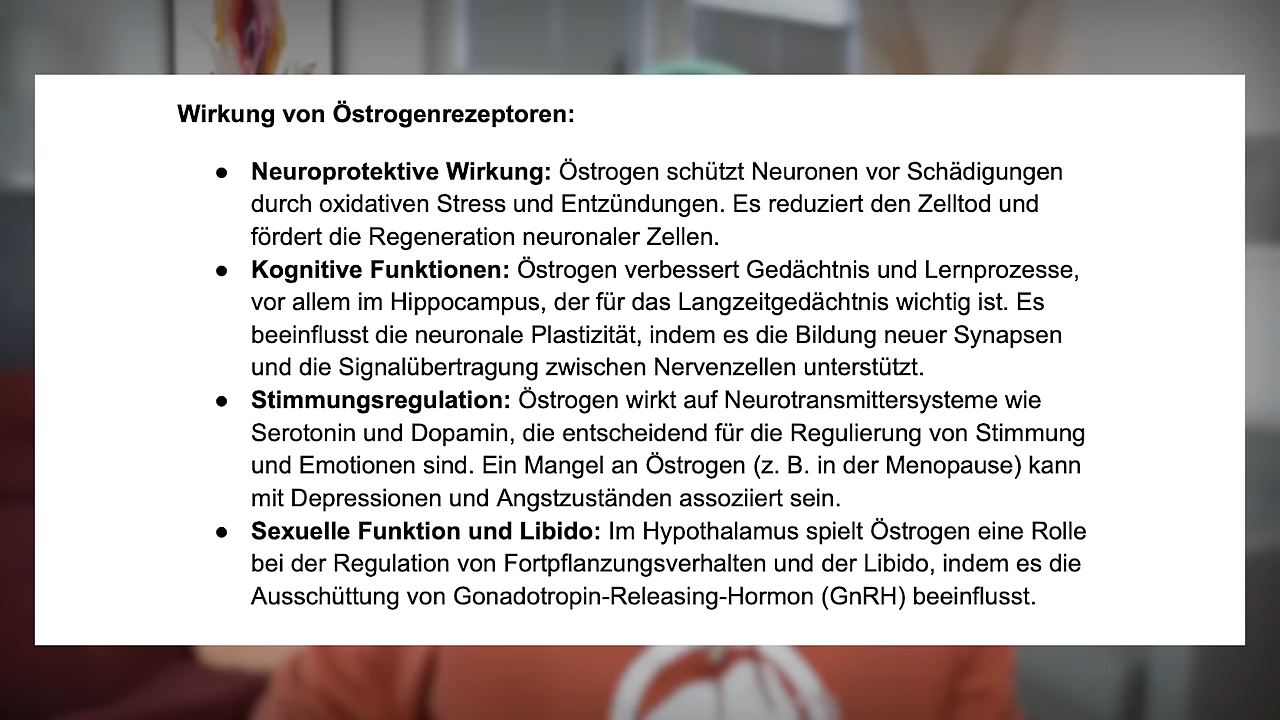 Wirkung von Östrogenrezeptoren:
● Neuroprotektive Wirkung: Östrogen schützt Neuronen vor Schädigungen
durch oxidativen Stress und Entzündungen. Es reduziert den Zelltod und
fördert die Regeneration neuronaler Zellen.
● Kognitive Funktionen: Östrogen verbessert Gedächtnis und Lernprozesse,
vor allem im Hippocampus, der für das Langzeitgedächtnis wichtig ist. Es
beeinflusst die neuronale Plastizität, indem es die Bildung neuer Synapsen
und die Signalübertragung zwischen Nervenzellen unterstützt.
● Stimmungsregulation: Östrogen wirkt auf Neurotransmittersysteme wie
Serotonin und Dopamin, die entscheidend für die Regulierung von Stimmung
und Emotionen sind. Ein Mangel an Östrogen (z. B. in der Menopause) kann
mit Depressionen und Angstzuständen assoziiert sein.
● Sexuelle Funktion und Libido: Im Hypothalamus spielt Östrogen eine Rolle
bei der Regulation von Fortpflanzungsverhalten und der Libido, indem es die
Ausschüttung von Gonadotropin-Releasing-Hormon (GnRH) beeinflusst.